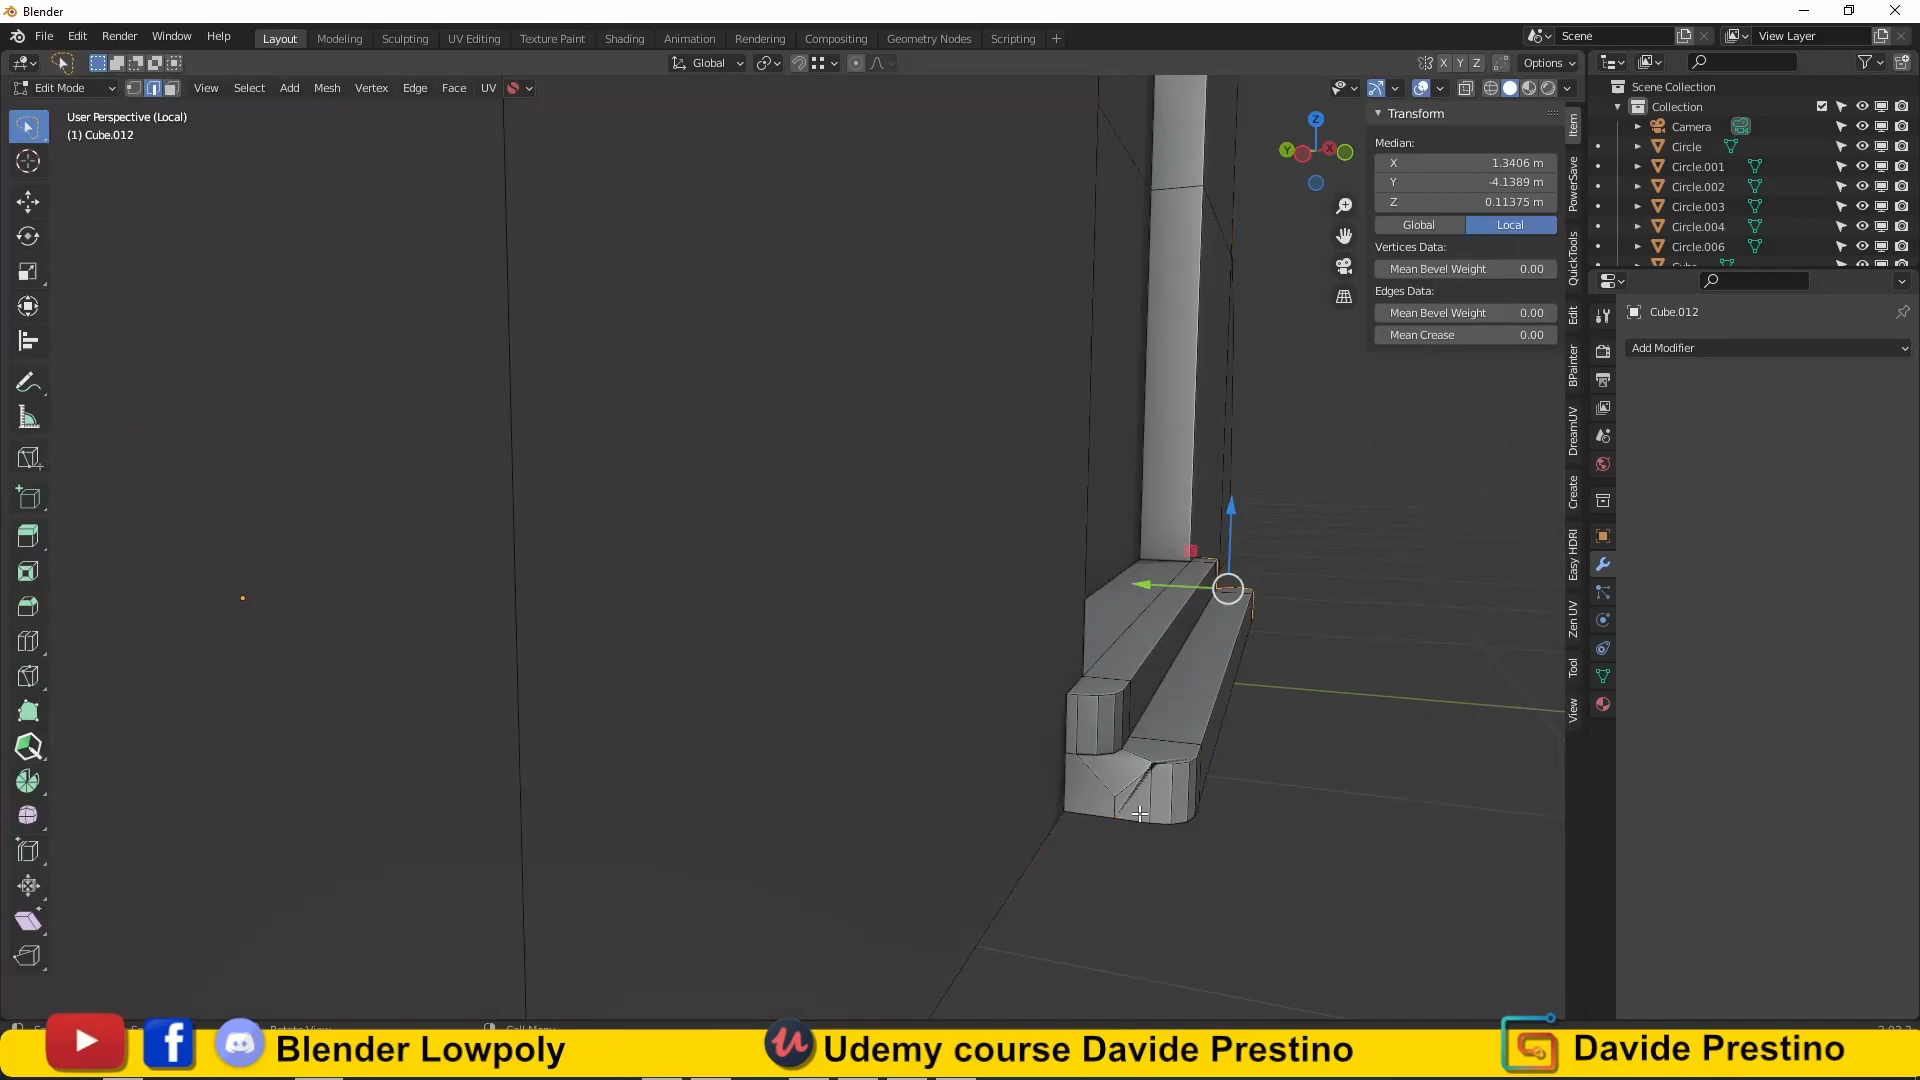 Blender
File Edit Render Window Help
Layout Modeling Sculpting UV Editing Texture Paint Shading Animation Rendering Compositing Geometry Nodes Scripting +
Scene
View Layer
Global
X Y Z
Options
Edit Mode
View Select Add Mesh Vertex Edge Face UV
User Perspective (Local)
(1) Cube.012
Z
Y
X
Transform
Median:
X 1.3406 m
Y -4.1389 m
Z 0.11375 m
Global Local
Vertices Data:
Mean Bevel Weight 0.00
Edges Data:
Mean Bevel Weight 0.00
Mean Crease 0.00
Item
PowerSave
QuickTools
Edit
BPainter
DreamUV
Create
Easy HDRI
Zen UV
Tool
View
Scene Collection
Collection
Camera
Circle
Circle.001
Circle.002
Circle.003
Circle.004
Circle.006
Cube.012
Add Modifier
Blender Lowpoly
Udemy course Davide Prestino
Davide Prestino